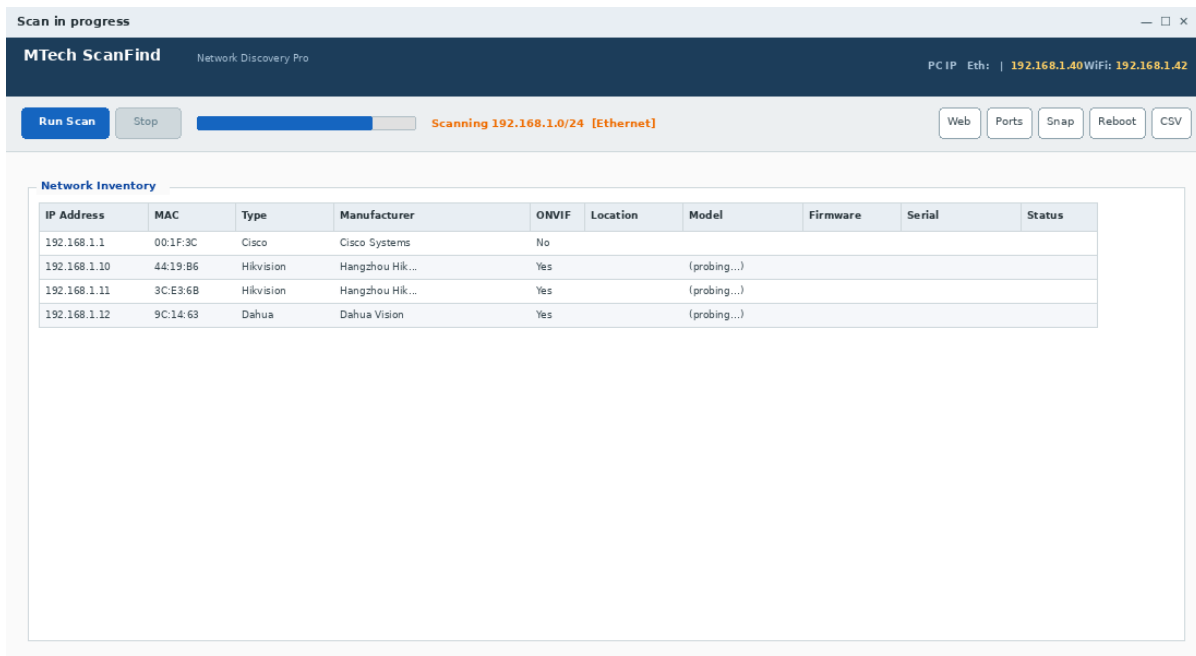 Scan in progress
MTech ScanFind Network Discovery Pro PC IP Eth: | 192.168.1.40WiFi: 192.168.1.42
Run Scan Stop Scanning 192.168.1.0/24 [Ethernet] Web Ports Snap Reboot CSV
Network Inventory
IP Address MAC Type Manufacturer ONVIF Location Model Firmware Serial Status
192.168.1.1 00:1F:3C Cisco Cisco Systems No
192.168.1.10 44:19:B6 Hikvision Hangzhou Hik... Yes (probing...)
192.168.1.11 3C:E3:6B Hikvision Hangzhou Hik... Yes (probing...)
192.168.1.12 9C:14:63 Dahua Dahua Vision Yes (probing...)